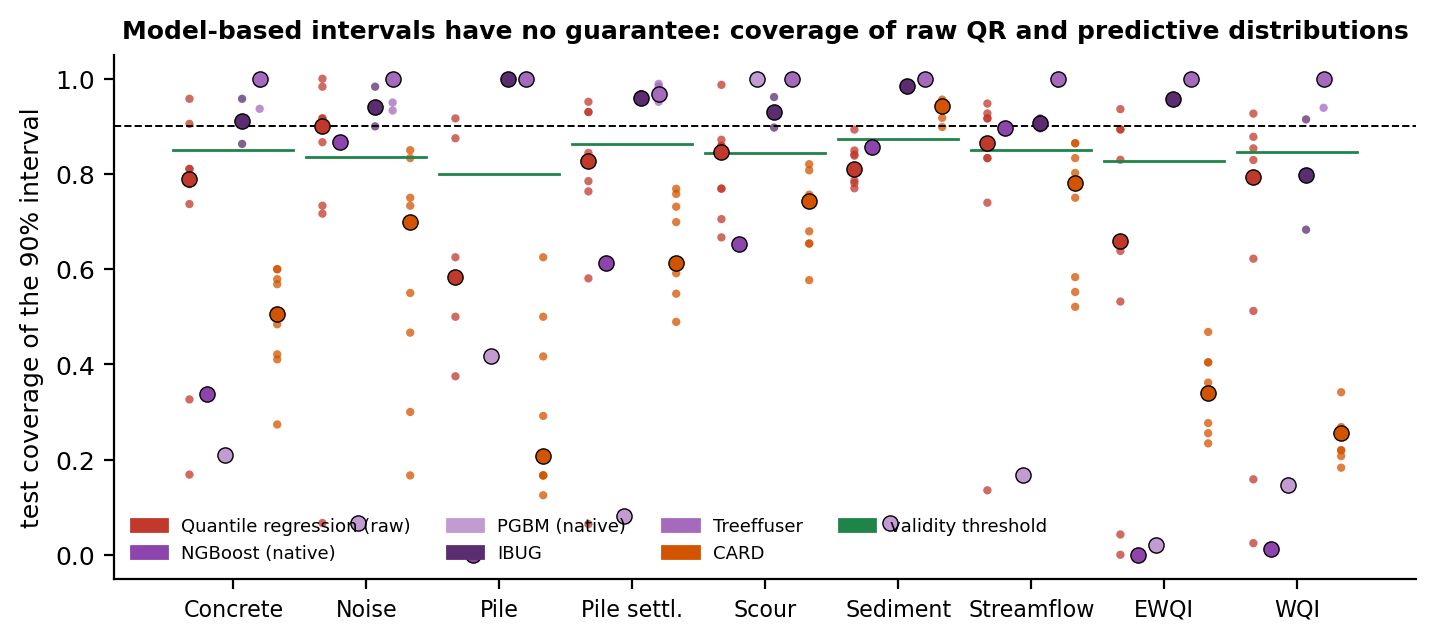 Model-based intervals have no guarantee: coverage of raw QR and predictive distributions
test coverage of the 90% interval
1.0
0.8
0.6
0.4
0.2
0.0
Quantile regression (raw)
NGBoost (native)
PGBM (native)
IBUG
Treeffuser
CARD
validity threshold
Concrete
Noise
Pile
Pile settl.
Scour
Sediment
Streamflow
EWQI
WQI